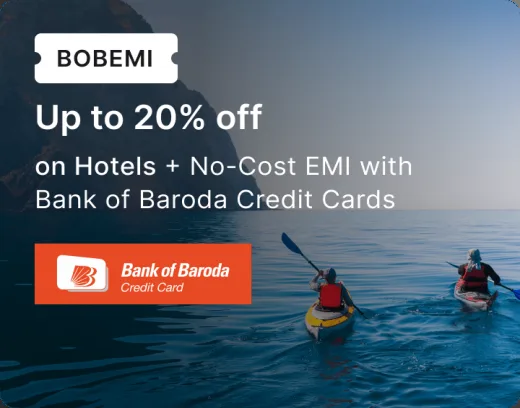 BOBEMI
Up to 20% off
on Hotels + No-Cost EMI with
Bank of Baroda Credit Cards
Bank of Baroda
Credit Card